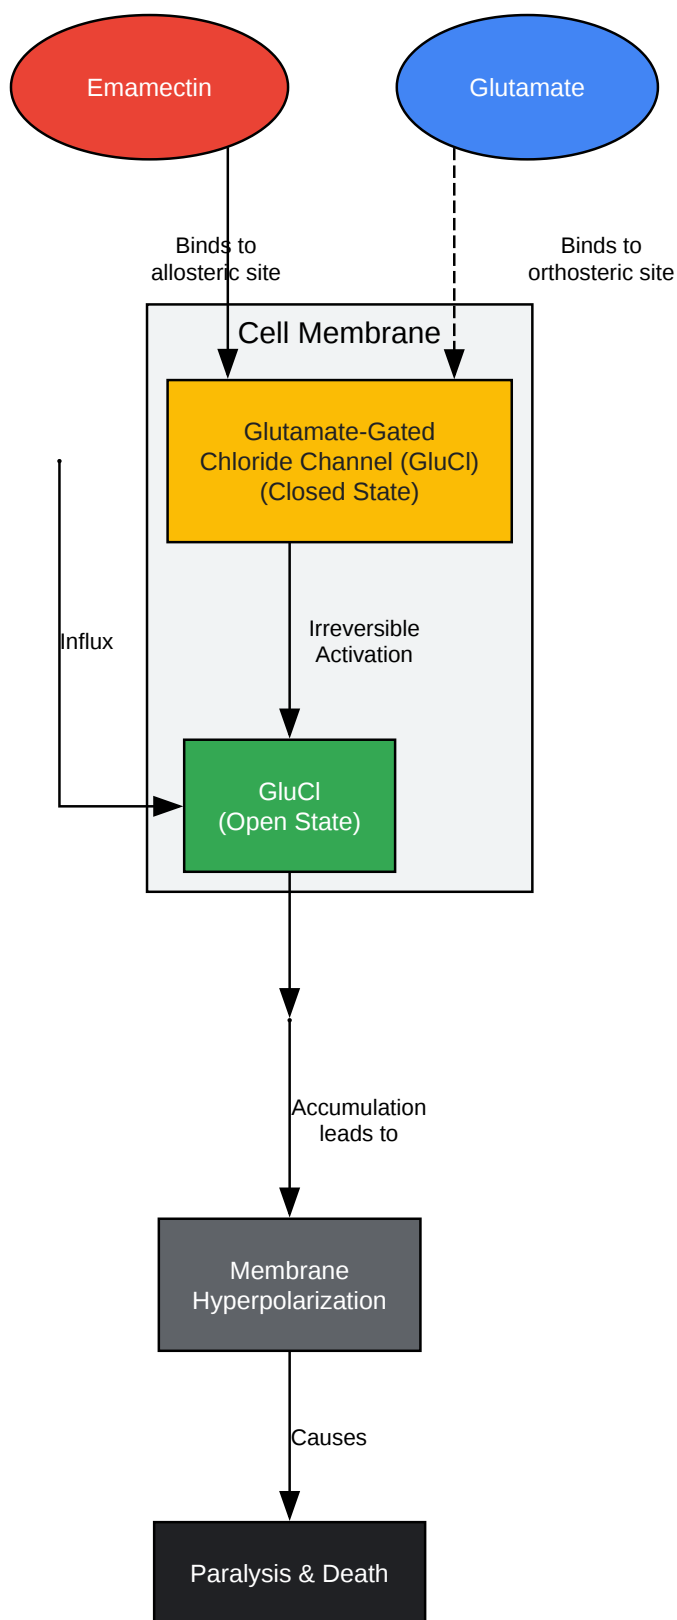 Emamectin
Glutamate
Binds to
allosteric site
Binds to
orthosteric site
Cell Membrane
Glutamate-Gated
Chloride Channel (GluCl)
(Closed State)
Influx
Irreversible
Activation
GluCl
(Open State)
Accumulation
leads to
Membrane
Hyperpolarization
Causes
Paralysis & Death